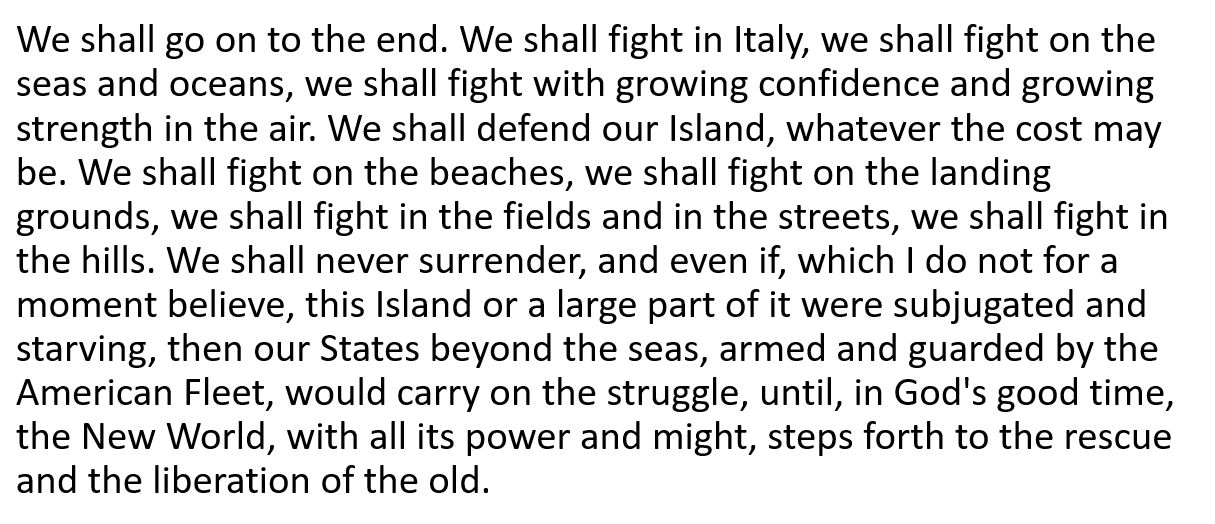 We shall go on to the end. We shall fight in Italy, we shall fight on the
seas and oceans, we shall fight with growing confidence and growing
strength in the air. We shall defend our Island, whatever the cost may
be. We shall fight on the beaches, we shall fight on the landing
grounds, we shall fight in the fields and in the streets, we shall fight in
the hills. We shall never surrender, and even if, which I do not for a
moment believe, this Island or a large part of it were subjugated and
starving, then our States beyond the seas, armed and guarded by the
American Fleet, would carry on the struggle, until, in God's good time,
the New World, with all its power and might, steps forth to the rescue
and the liberation of the old.